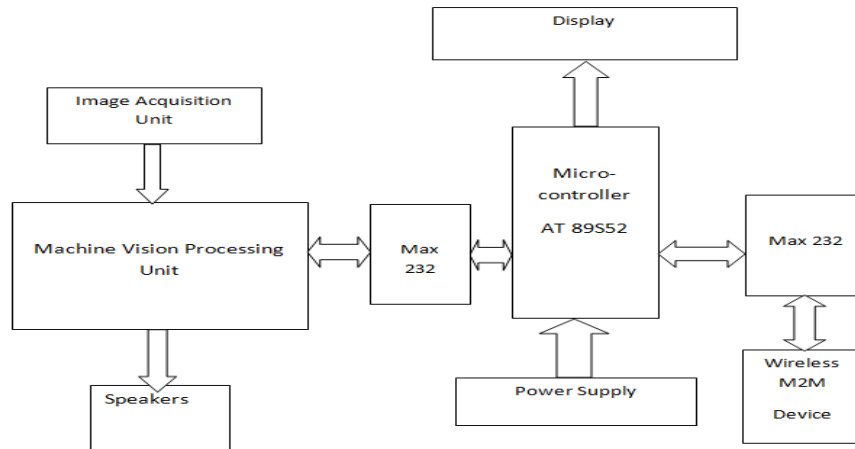 Display
Image Acquisition
Unit
Micro-
controller
AT 89S52
Machine Vision Processing
Unit
Max
232
Max 232
Speakers
Power Supply
Wireless
M2M
Device